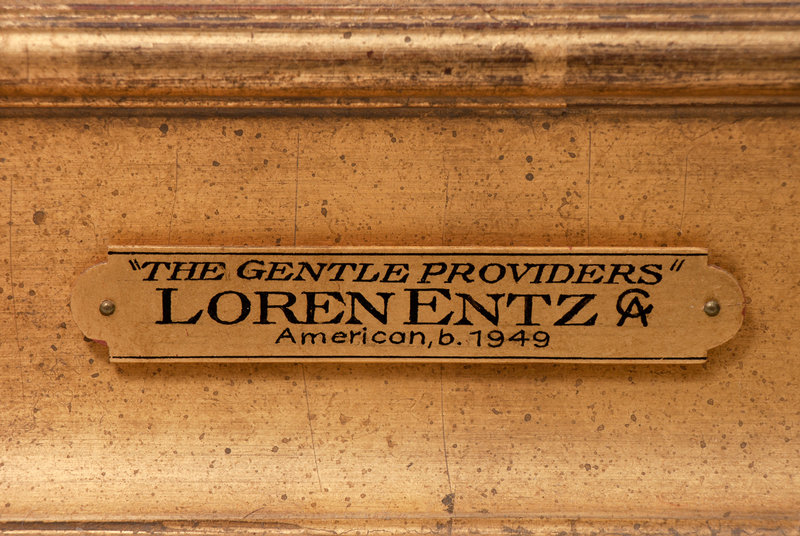 "THE GENTLE PROVIDERS"
LOREN ENTZ CA
American, b. 1949